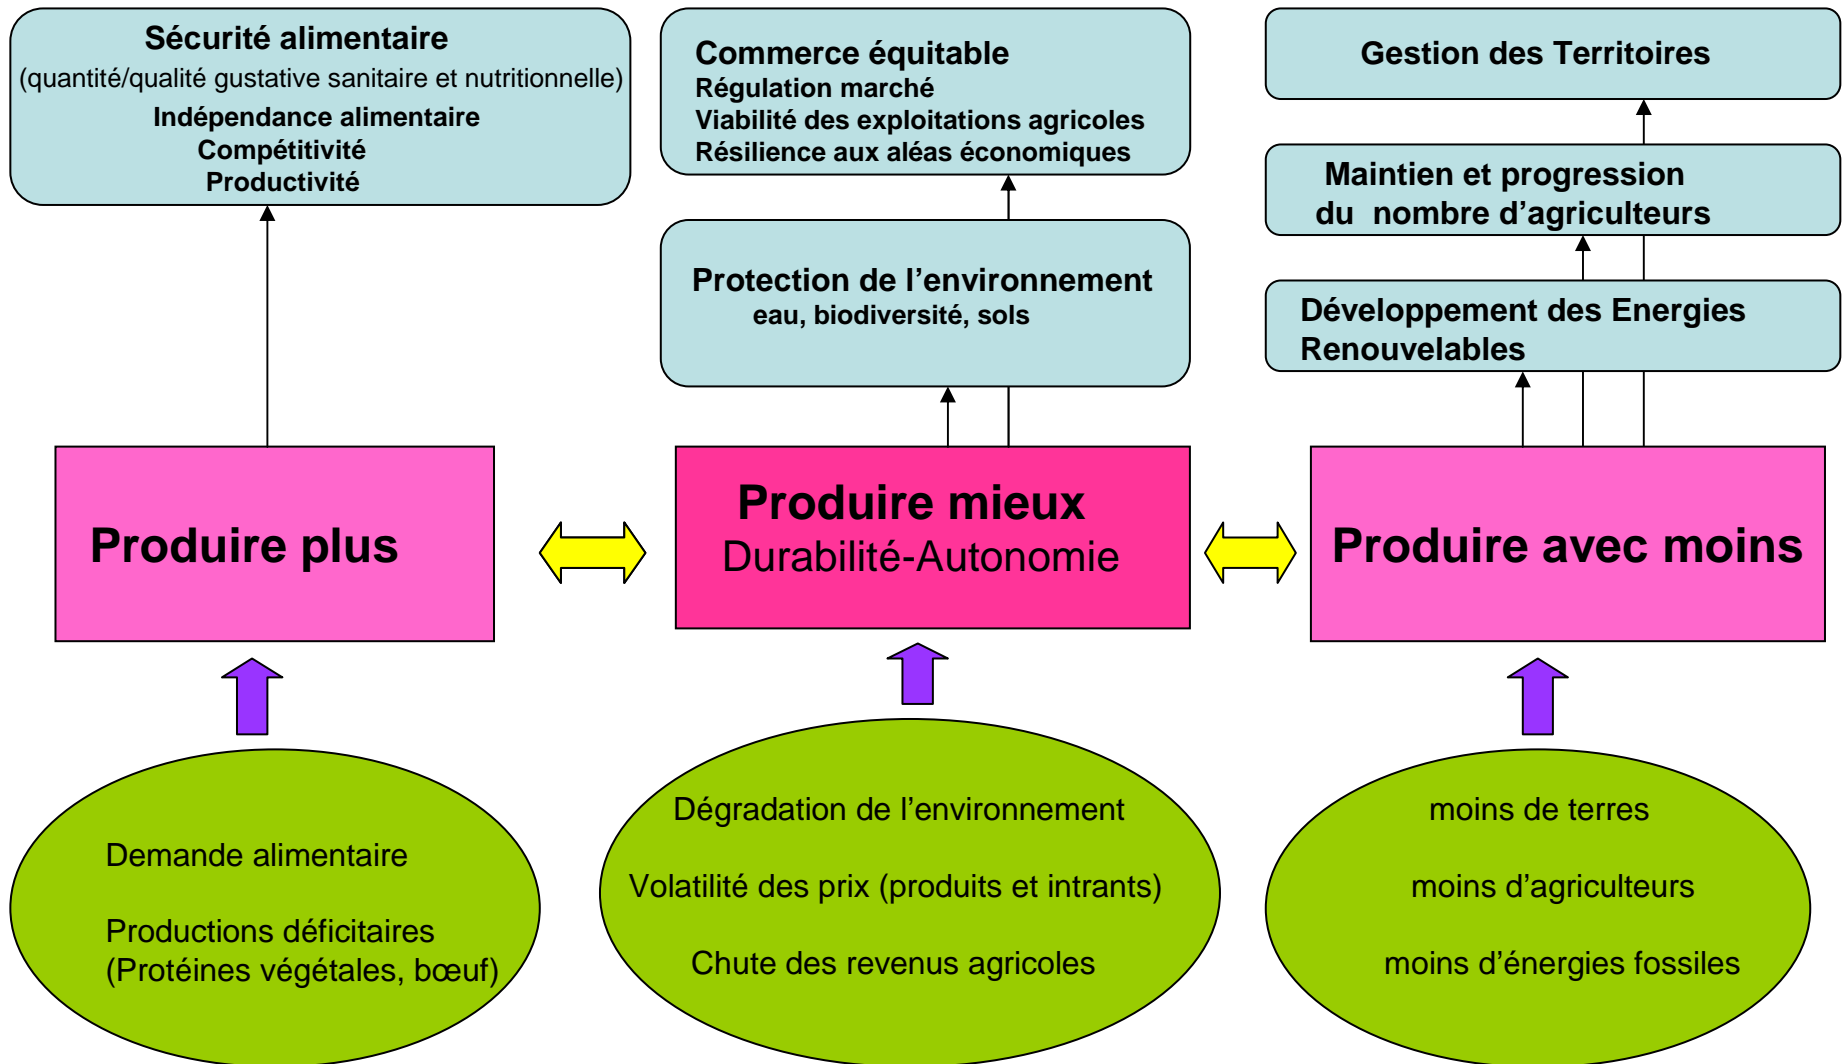 Sécurité alimentaire
(quantité/qualité gustative sanitaire et nutritionnelle)
Indépendance alimentaire
Compétitivité
Productivité
Commerce équitable
Régulation marché
Viabilité des exploitations agricoles
Résilience aux aléas économiques
Protection de l’environnement
eau, biodiversité, sols
Gestion des Territoires
Maintien et progression
du nombre d’agriculteurs
Développement des Energies
Renouvelables
Produire plus
Produire mieux
Durabilité-Autonomie
Produire avec moins
Demande alimentaire
Productions déficitaires
(Protéines végétales, bœuf)
Dégradation de l’environnement
Volatilité des prix (produits et intrants)
Chute des revenus agricoles
moins de terres
moins d’agriculteurs
moins d’énergies fossiles